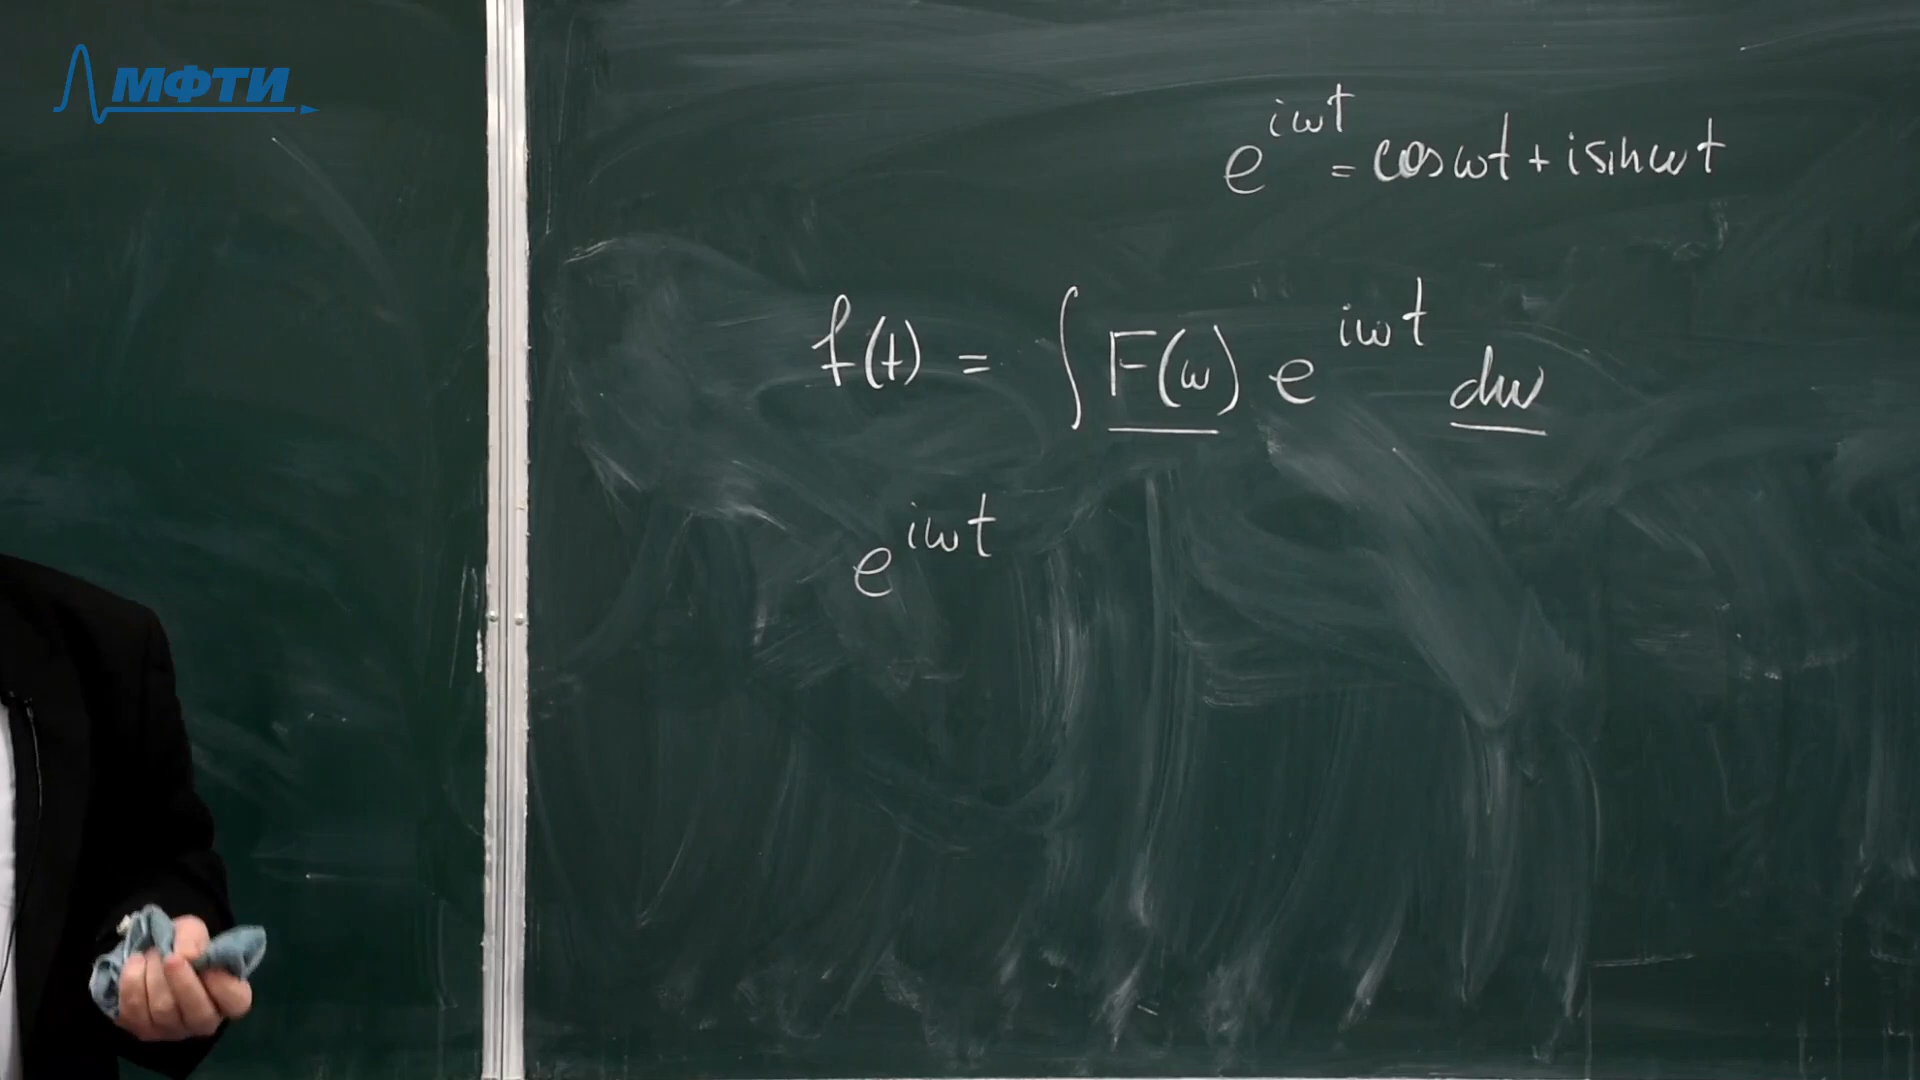 МФТИ
e^{iωt} = cos ωt + i sin ωt
f(t) = ∫ F(ω) e^{iωt} dω
e^{iωt}